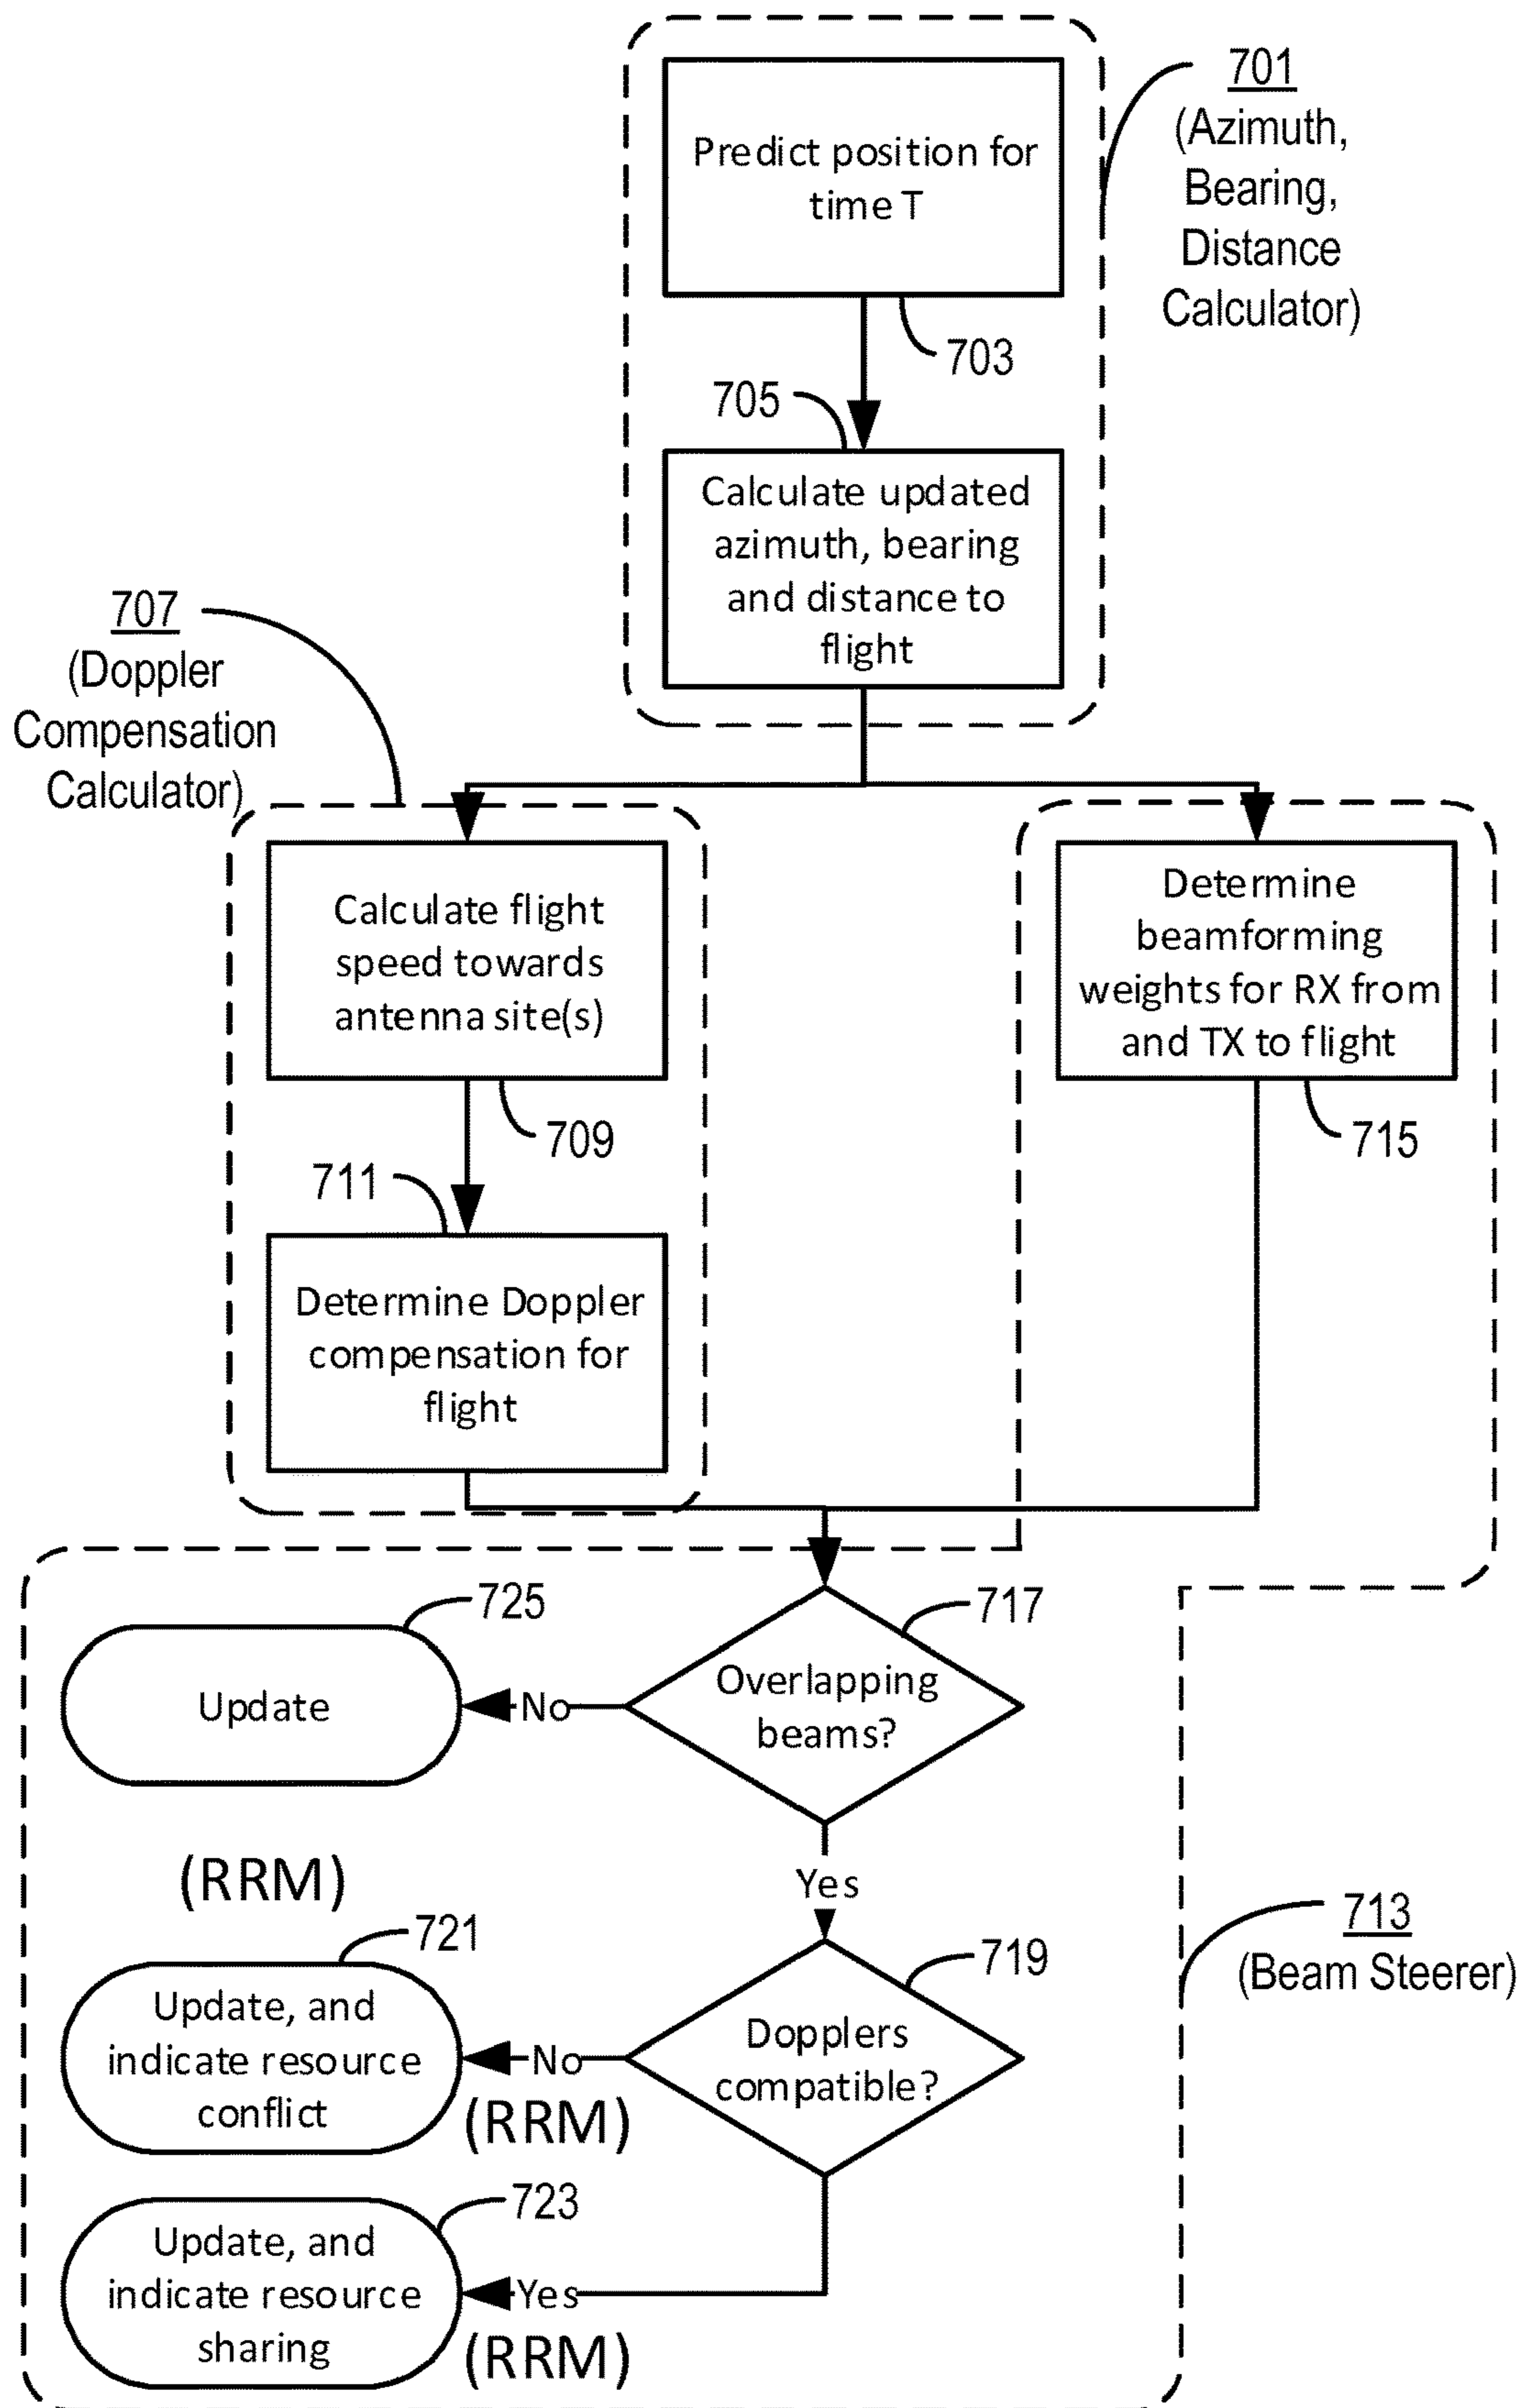 701
(Azimuth,
Bearing,
Distance
Calculator)
Predict position for
time T
703
705
Calculate updated
azimuth, bearing
and distance to
flight
707
(Doppler
Compensation
Calculator)
Calculate flight
speed towards
antenna site(s)
709
711
Determine Doppler
compensation for
flight
Determine
beamforming
weights for RX from
and TX to flight
715
725
Update
No
717
Overlapping
beams?
(RRM)
Yes
721
Update, and
indicate resource
conflict
No
(RRM)
719
Dopplers
compatible?
713
(Beam Steerer)
723
Update, and
indicate resource
sharing
Yes
(RRM)